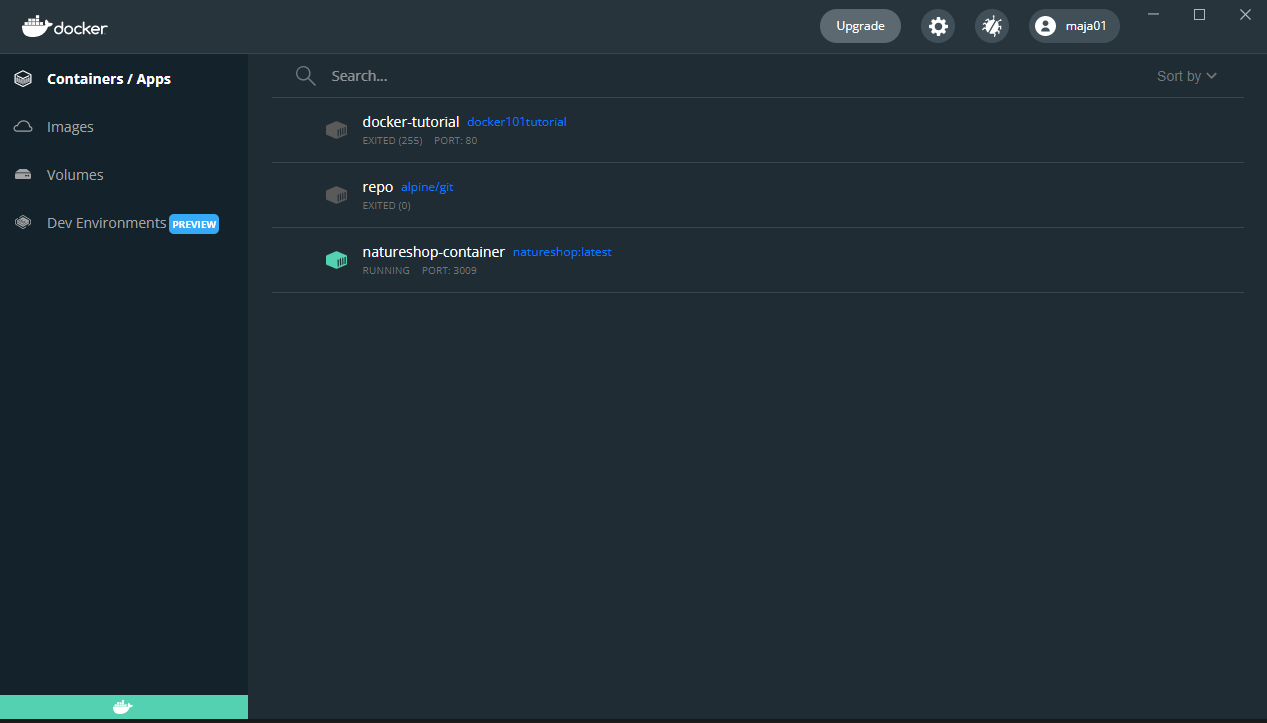 docker
Upgrade
maja01
Containers / Apps
Images
Volumes
Dev Environments PREVIEW
Search...
Sort by
docker-tutorial docker101tutorial
EXITED (255) PORT: 80
repo alpine/git
EXITED (0)
natureshop-container natureshop:latest
RUNNING PORT: 3009